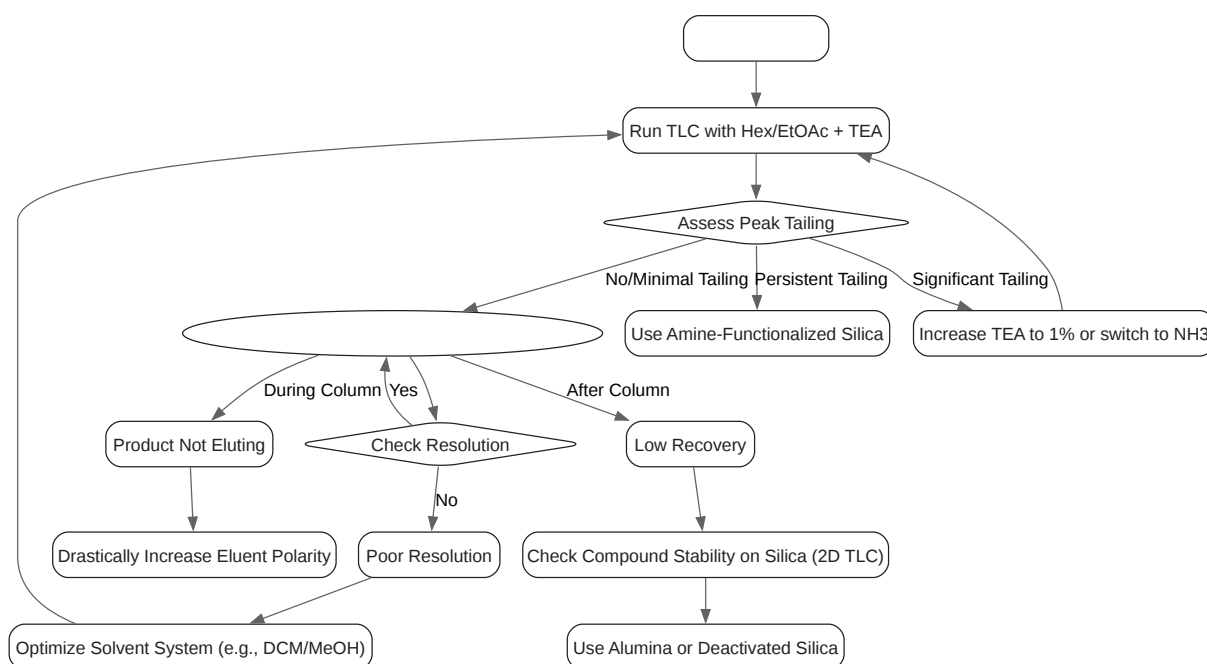 Run TLC with Hex/EtOAc + TEA
Assess Peak Tailing
No/Minimal Tailing
Persistent Tailing
Significant Tailing
Use Amine-Functionalized Silica
Increase TEA to 1% or switch to NH3
During Column
Yes
After Column
Product Not Eluting
Check Resolution
Low Recovery
No
Drastically Increase Eluent Polarity
Poor Resolution
Check Compound Stability on Silica (2D TLC)
Optimize Solvent System (e.g., DCM/MeOH)
Use Alumina or Deactivated Silica